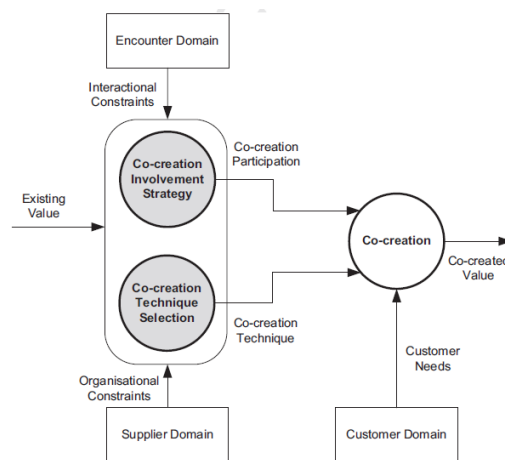 Encounter Domain
Interactional
Constraints
Co-creation
Involvement
Strategy
Co-creation
Participation
Existing
Value
Co-creation
Co-created
Value
Co-creation
Technique
Selection
Co-creation
Technique
Customer
Needs
Organisational
Constraints
Supplier Domain
Customer Domain